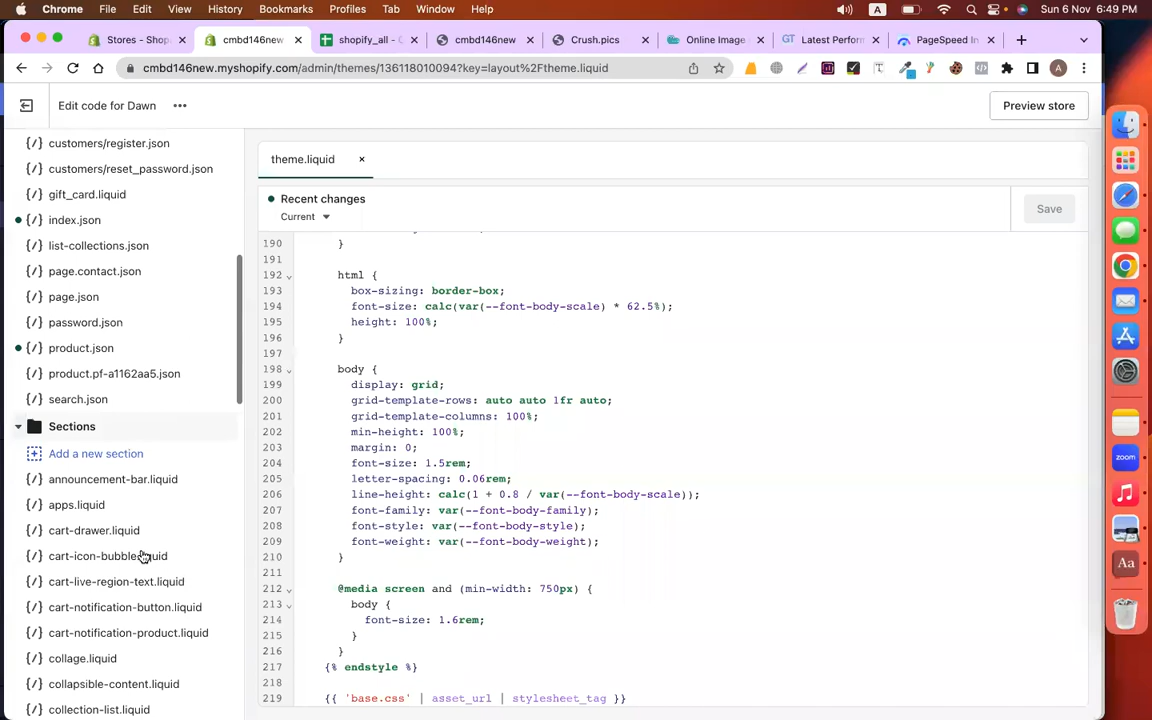 Chrome File Edit View History Bookmarks Profiles Tab Window Help A Sun 6 Nov 6:49 PM
Stores - Shop cmbd146new shopify_all - G cmbd146new Crush.pics Online Image GT Latest Perform PageSpeed In
cmbd146new.myshopify.com/admin/themes/136118010094?key=layout%2Ftheme.liquid A
Edit code for Dawn ••• Preview store
customers/register.json
customers/reset_password.json
gift_card.liquid
index.json
list-collections.json
page.contact.json
page.json
password.json
product.json
product.pf-a1162aa5.json
search.json
Sections
Add a new section
announcement-bar.liquid
apps.liquid
cart-drawer.liquid
cart-live-region-text.liquid
cart-notification-button.liquid
cart-notification-product.liquid
collage.liquid
collapsible-content.liquid
collection-list.liquid
theme.liquid
Recent changes
Current
Save
190 }
191
192 html {
193 box-sizing: border-box;
194 font-size: calc(var(--font-body-scale) * 62.5%);
195 height: 100%;
196 }
197
198 body {
199 display: grid;
200 grid-template-rows: auto auto 1fr auto;
201 grid-template-columns: 100%;
202 min-height: 100%;
203 margin: 0;
204 font-size: 1.5rem;
205 letter-spacing: 0.06rem;
206 line-height: calc(1 + 0.8 / var(--font-body-scale));
207 font-family: var(--font-body-family);
208 font-style: var(--font-body-style);
209 font-weight: var(--font-body-weight);
210 }
211
212 @media screen and (min-width: 750px) {
213 body {
214 font-size: 1.6rem;
215 }
216 }
217 {% endstyle %}
218
219 {{ 'base.css' | asset_url | stylesheet_tag }}
zoom
Aa